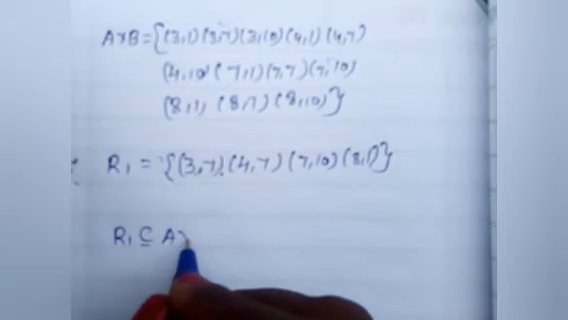 A×B = {(3,1) (3,7) (3,10) (4,1) (4,7)
(4,10) (7,1) (7,7) (7,10)
(8,1) (8,7) (8,10)}
R₁ = {(3,7) (4,7) (7,10) (8,1)}
R₁ ⊆ A×